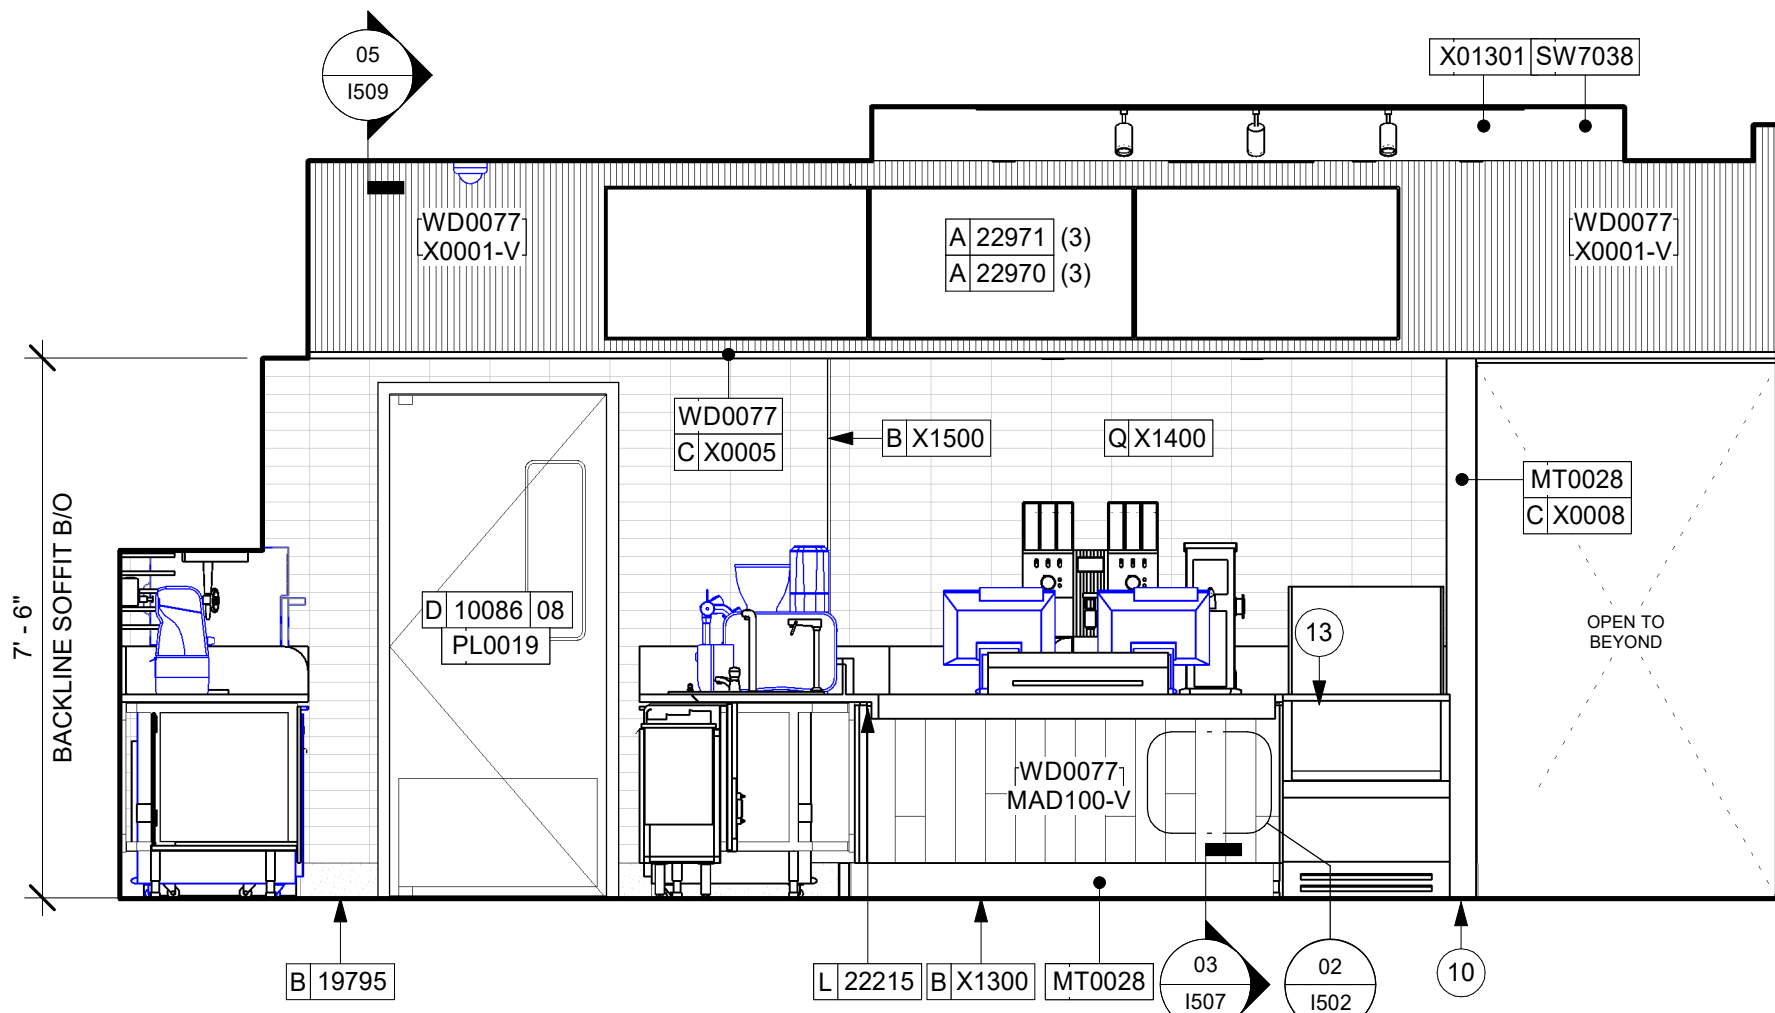 05
I509
X01301 SW7038
WD0077
X0001-V
A 22971 (3)
A 22970 (3)
WD0077
X0001-V
WD0077
C X0005
B X1500
Q X1400
MT0028
C X0008
7' - 6"
BACKLINE SOFFIT B/O
D 10086 08
PL0019
13
OPEN TO
BEYOND
WD0077
MAD100-V
B 19795
L 22215
B X1300
MT0028
03
I507
02
I502
10